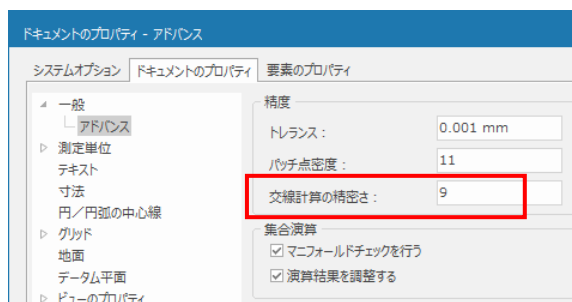 ドキュメントのプロパティ - アドバンス
システムオプション ドキュメントのプロパティ 要素のプロパティ
一般
アドバンス
測定単位
テキスト
寸法
円／円弧の中心線
グリッド
地面
データム平面
ビューのプロパティ
精度
トレランス： 0.001 mm
パッチ点密度： 11
交線計算の精密さ： 9
集合演算
マニフォールドチェックを行う
演算結果を調整する